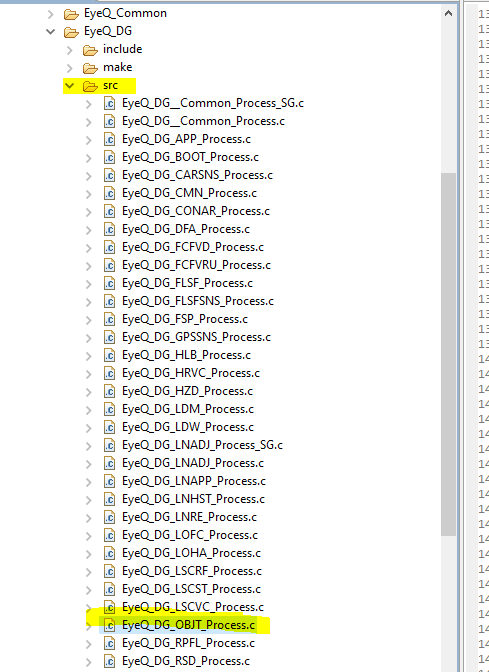 EyeQ_Common
EyeQ_DG
include
make
src
EyeQ_DG__Common_Process_SG.c
EyeQ_DG__Common_Process.c
EyeQ_DG_APP_Process.c
EyeQ_DG_BOOT_Process.c
EyeQ_DG_CARSNS_Process.c
EyeQ_DG_CMN_Process.c
EyeQ_DG_CONAR_Process.c
EyeQ_DG_DFA_Process.c
EyeQ_DG_FCFVD_Process.c
EyeQ_DG_FCFVRU_Process.c
EyeQ_DG_FLSF_Process.c
EyeQ_DG_FLSFSNS_Process.c
EyeQ_DG_FSP_Process.c
EyeQ_DG_GPSSNS_Process.c
EyeQ_DG_HLB_Process.c
EyeQ_DG_HRVC_Process.c
EyeQ_DG_HZD_Process.c
EyeQ_DG_LDM_Process.c
EyeQ_DG_LDW_Process.c
EyeQ_DG_LNADJ_Process_SG.c
EyeQ_DG_LNADJ_Process.c
EyeQ_DG_LNAPP_Process.c
EyeQ_DG_LNHST_Process.c
EyeQ_DG_LNRE_Process.c
EyeQ_DG_LOFC_Process.c
EyeQ_DG_LOHA_Process.c
EyeQ_DG_LSCRF_Process.c
EyeQ_DG_LSCST_Process.c
EyeQ_DG_LSCVC_Process.c
EyeQ_DG_OBJT_Process.c
EyeQ_DG_RPFL_Process.c
EyeQ_DG_RSD_Process.c